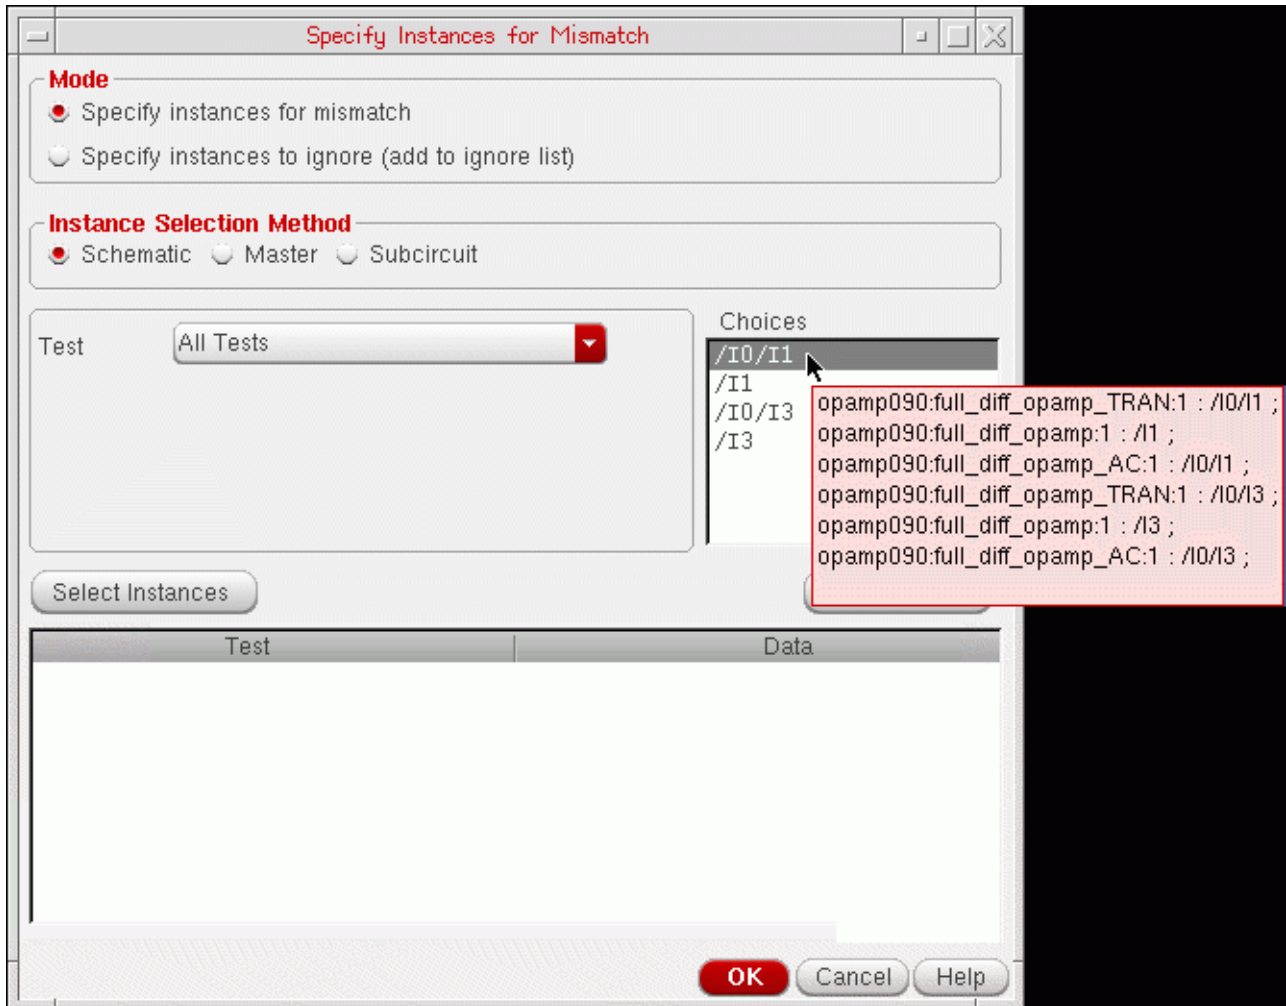 Specify Instances for Mismatch
Mode
Specify instances for mismatch
Specify instances to ignore (add to ignore list)
Instance Selection Method
Schematic Master Subcircuit
Test All Tests
Choices
/I0/I1
/I1
/I0/I3
/I3
opamp090:full_diff_opamp_TRAN:1 : /I0/I1 ;
opamp090:full_diff_opamp:1 : /I1 ;
opamp090:full_diff_opamp_AC:1 : /I0/I1 ;
opamp090:full_diff_opamp_TRAN:1 : /I0/I3 ;
opamp090:full_diff_opamp:1 : /I3 ;
opamp090:full_diff_opamp_AC:1 : /I0/I3 ;
Select Instances
Test Data
OK Cancel Help